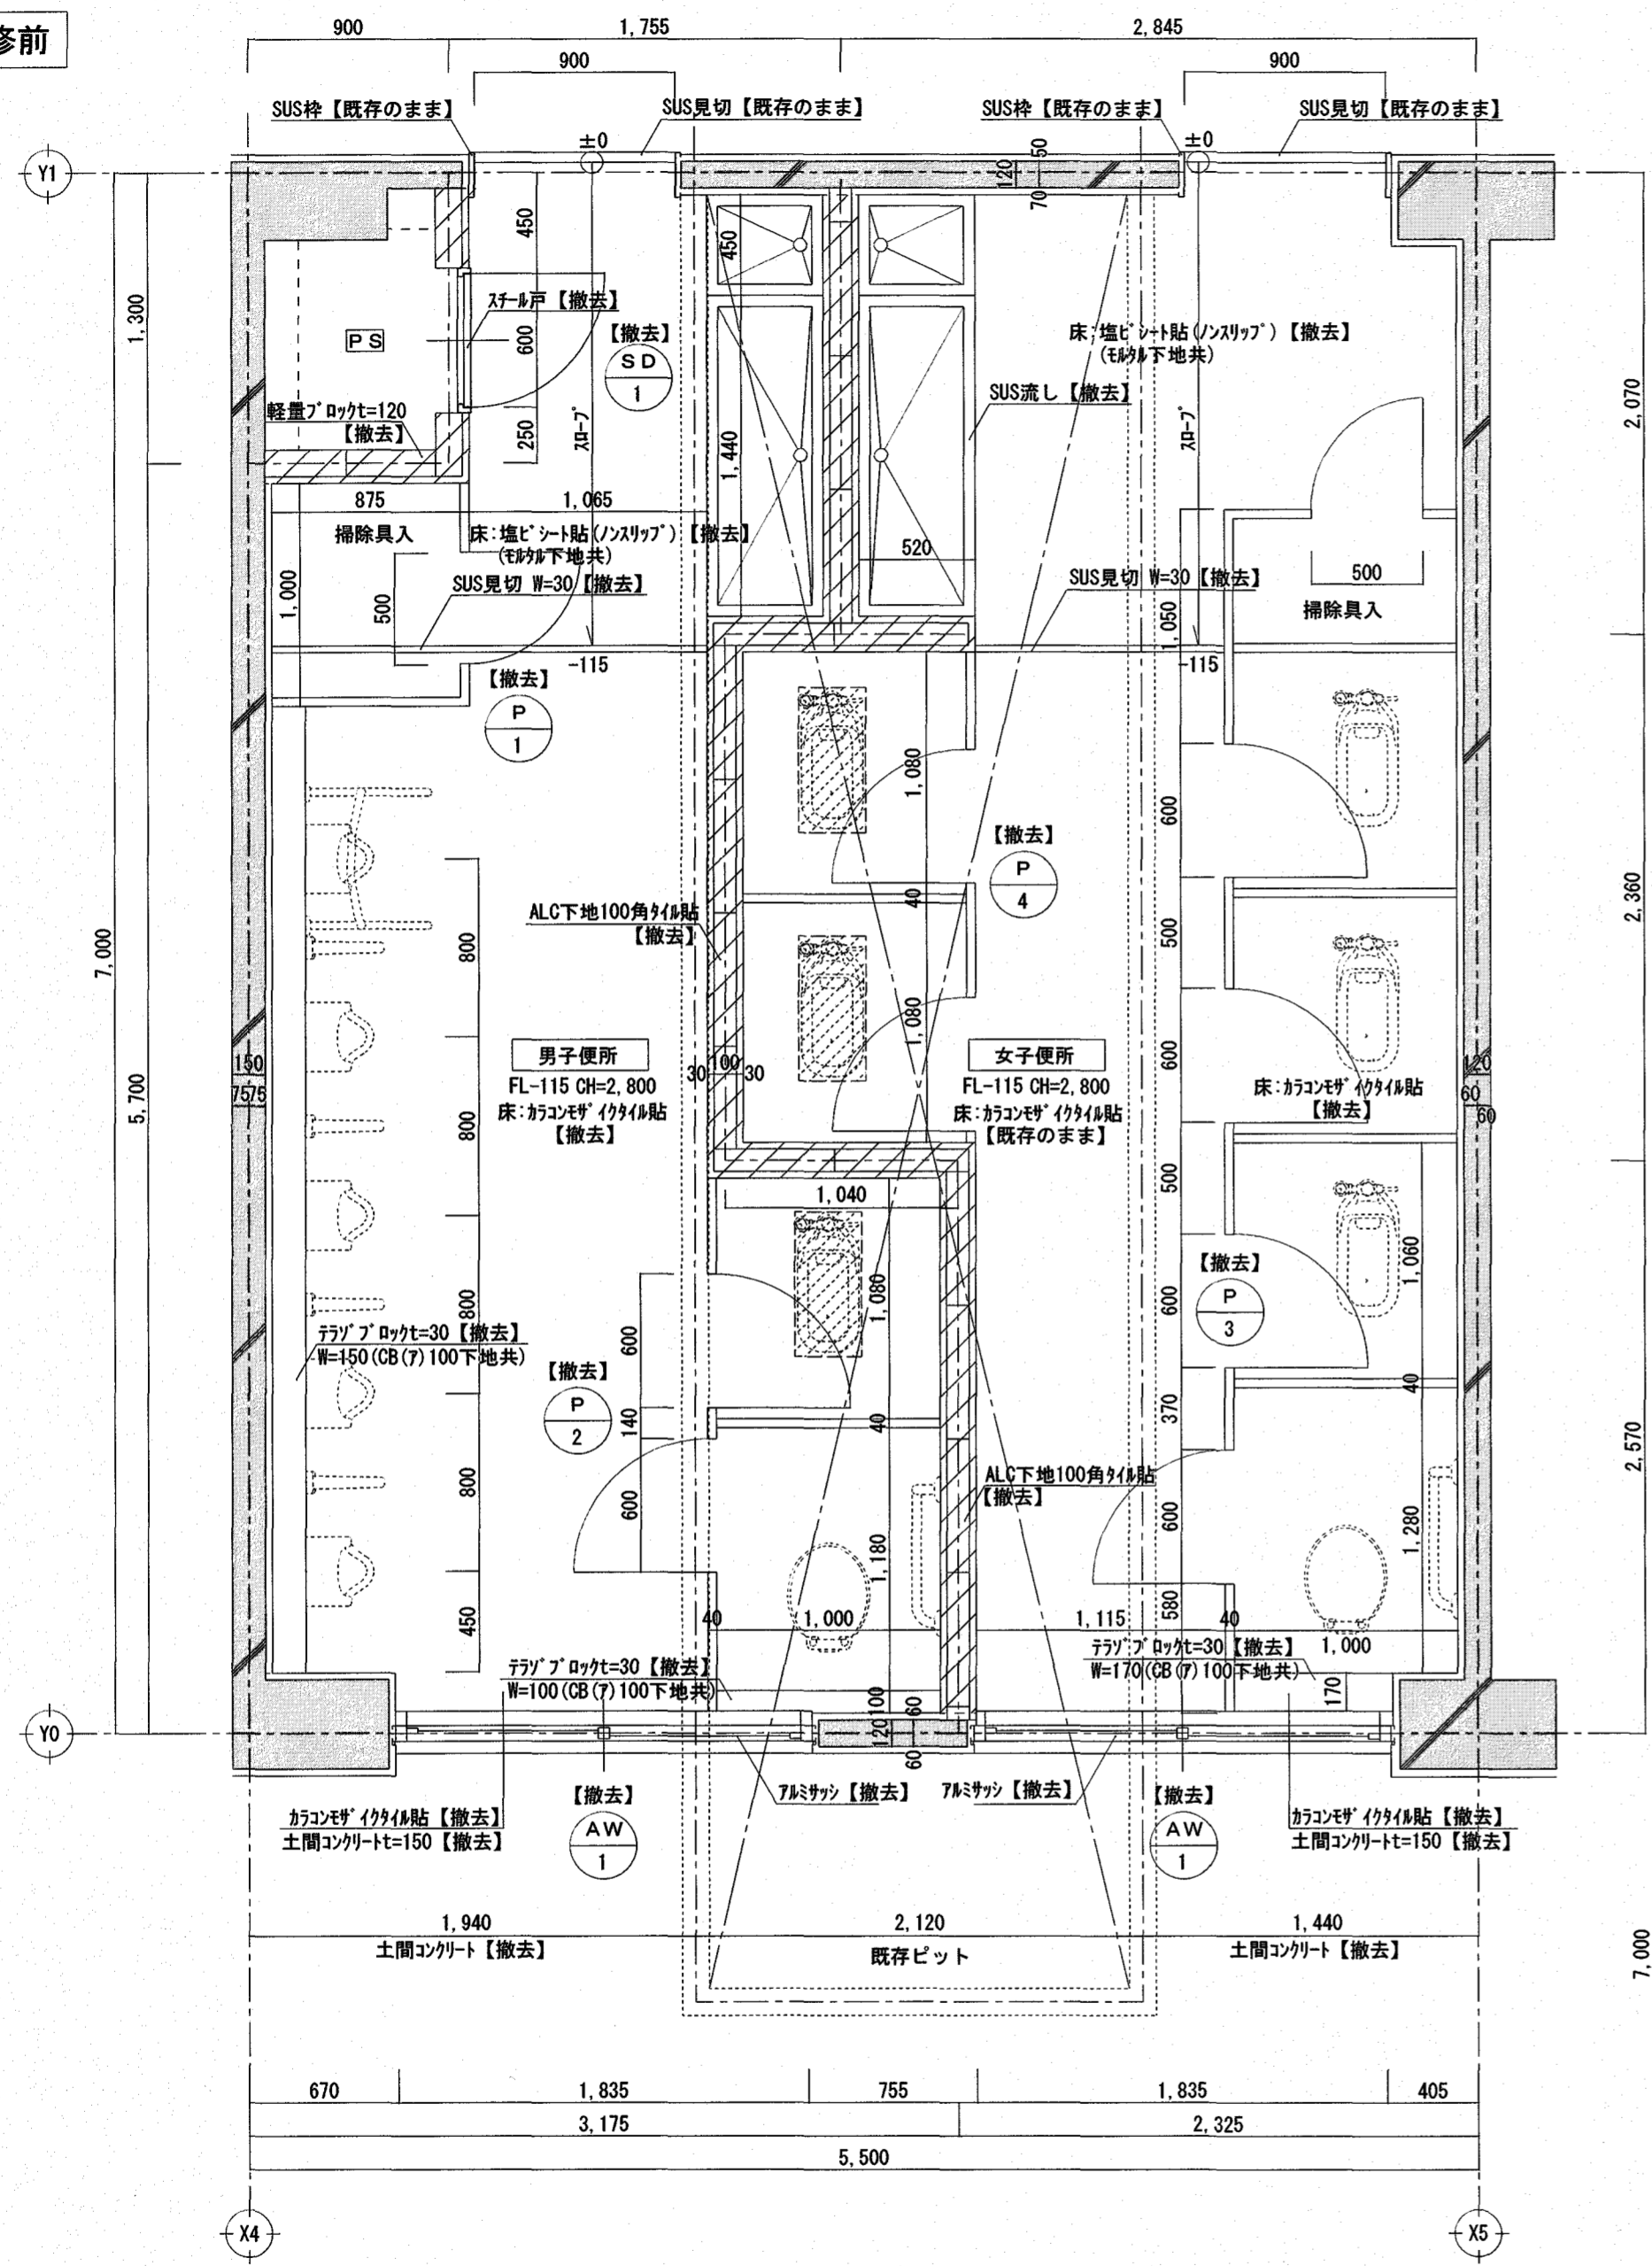 修前
900
1,755
2,845
900
900
SUS枠【既存のまま】
SUS見切【既存のまま】
SUS枠【既存のまま】
SUS見切【既存のまま】
±0
±0
Y1
120
50
70
450
450
1,300
スチール戸【撤去】
PS
600
【撤去】
SD
1
床:塩ビシート貼(ノンスリップ)【撤去】
(モルタル下地共)
2,070
SUS流し【撤去】
軽量ブロックt=120
【撤去】
250
スロープ
1,440
スロープ
875
1,065
掃除具入
床:塩ビシート貼(ノンスリップ)【撤去】
(モルタル下地共)
520
SUS見切 W=30【撤去】
SUS見切 W=30【撤去】
500
1,000
500
掃除具入
1,050
-115
-115
【撤去】
P
1
1,080
600
【撤去】
P
4
40
ALC下地100角タイル貼
【撤去】
800
500
2,360
7,000
1,080
男子便所
FL-115 CH=2,800
床:カラコンモザイクタイル貼
【撤去】
30
100
30
女子便所
FL-115 CH=2,800
床:カラコンモザイクタイル貼
【既存のまま】
600
床:カラコンモザイクタイル貼
【撤去】
150
75
75
120
60
60
5,700
800
500
1,040
1,060
【撤去】
P
3
1,080
800
600
600
テラゾブロックt=30【撤去】
W=150(CB(ア)100下地共)
【撤去】
P
2
140
40
370
40
2,570
800
ALC下地100角タイル貼
【撤去】
600
1,180
600
1,280
450
40
1,000
1,115
580
40
1,000
テラゾブロックt=30【撤去】
W=100(CB(ア)100下地共)
テラゾブロックt=30【撤去】
W=170(CB(ア)100下地共)
170
100
120
60
60
Y0
アルミサッシ【撤去】
アルミサッシ【撤去】
【撤去】
AW
1
【撤去】
AW
1
カラコンモザイクタイル貼【撤去】
土間コンクリートt=150【撤去】
カラコンモザイクタイル貼【撤去】
土間コンクリートt=150【撤去】
1,940
2,120
1,440
土間コンクリート【撤去】
既存ピット
土間コンクリート【撤去】
7,000
670
1,835
755
1,835
405
3,175
2,325
5,500
X4
X5